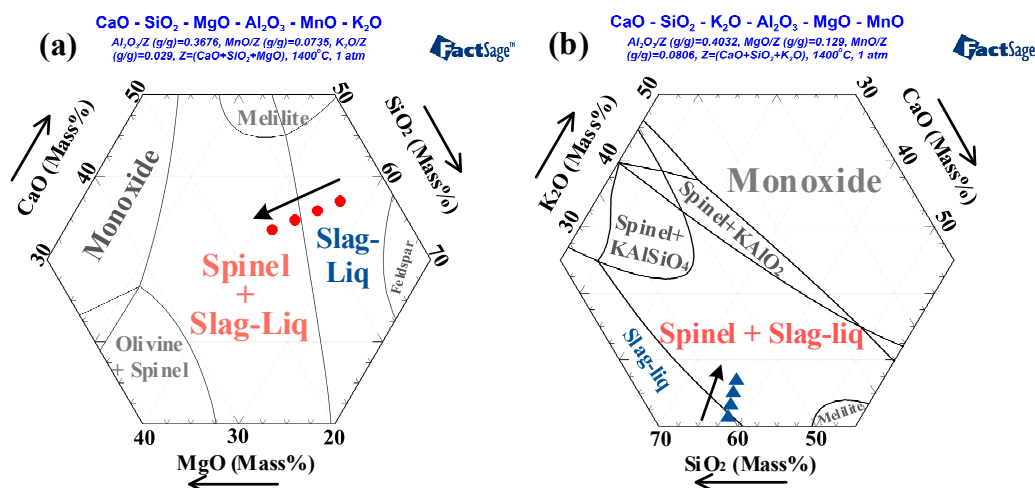 (a)
CaO - SiO₂ - MgO - Al₂O₃ - MnO - K₂O
Al₂O₃/Z (g/g)=0.3676, MnO/Z (g/g)=0.0735, K₂O/Z
(g/g)=0.029, Z=(CaO+SiO₂+MgO), 1400°C, 1 atm
FactSage™
50
50
CaO (Mass%)
SiO₂ (Mass%)
Melilite
40
60
Monoxide
Slag-
Liq
30
70
Feldspar
Spinel
+
Slag-Liq
Olivine
+ Spinel
40
30
20
MgO (Mass%)
(b)
CaO - SiO₂ - K₂O - Al₂O₃ - MgO - MnO
Al₂O₃/Z (g/g)=0.4032, MgO/Z (g/g)=0.129, MnO/Z
(g/g)=0.0806, Z=(CaO+SiO₂+K₂O), 1400°C, 1 atm
FactSage™
50
30
K₂O (Mass%)
CaO (Mass%)
40
40
Monoxide
Spinel+KAlO₂
Spinel+
KAlSiO₄
30
50
Slag-liq
Spinel + Slag-liq
Melilite
70
60
50
SiO₂ (Mass%)